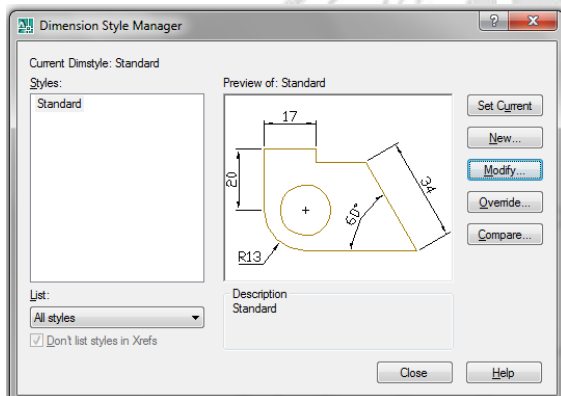 Dimension Style Manager
Current Dimstyle: Standard
Styles:
Standard
Preview of: Standard
17
20
34
60°
R13
Set Current
New...
Modify...
Override...
Compare...
List:
All styles
Don't list styles in Xrefs
Description
Standard
Close
Help